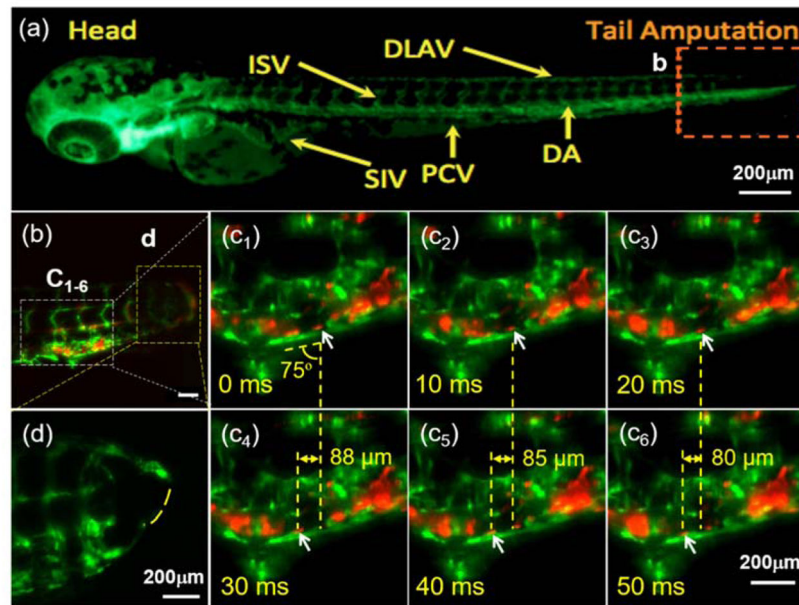 (a) Head
ISV
DLAV
Tail Amputation
b
SIV
PCV
DA
200μm
(b)
d
C1-6
(c1)
75°
0 ms
(c2)
10 ms
(c3)
20 ms
(d)
200μm
(c4)
88 μm
30 ms
(c5)
85 μm
40 ms
(c6)
80 μm
50 ms
200μm